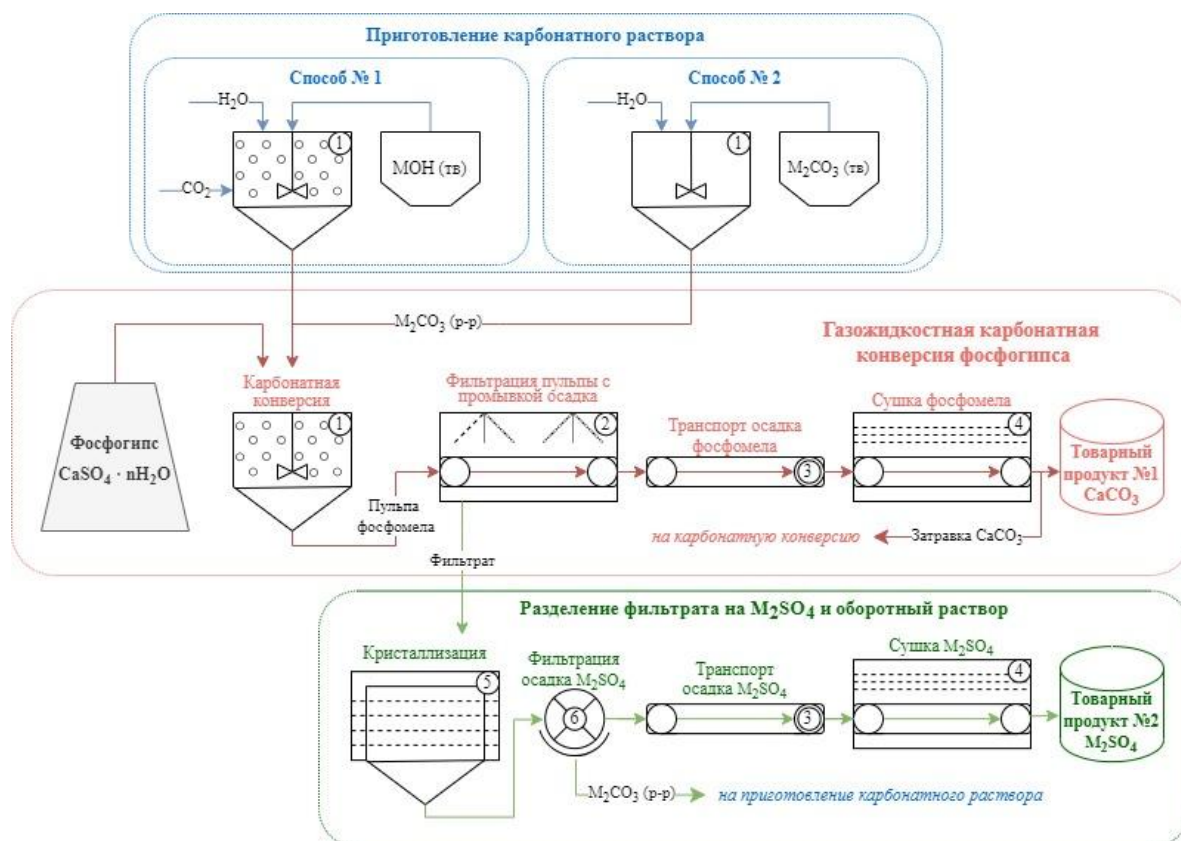 Приготовление карбонатного раствора
Способ № 1
H₂O
1
MOH (тв)
CO₂
Способ № 2
H₂O
1
M₂CO₃ (тв)
M₂CO₃ (р-р)
Газожидкостная карбонатная
конверсия фосфогипса
Фосфогипс
CaSO₄ · nH₂O
Карбонатная
конверсия
1
Пульпа
фосфомела
Фильтрация пульпы с
промывкой осадка
2
Транспорт осадка
фосфомела
3
Сушка фосфомела
4
Товарный
продукт №1
CaCO₃
на карбонатную конверсию
Затравка CaCO₃
Фильтрат
Разделение фильтрата на M₂SO₄ и оборотный раствор
Кристаллизация
5
Фильтрация
осадка M₂SO₄
6
Транспорт
осадка M₂SO₄
3
Сушка M₂SO₄
4
Товарный
продукт №2
M₂SO₄
M₂CO₃ (р-р)
на приготовление карбонатного раствора